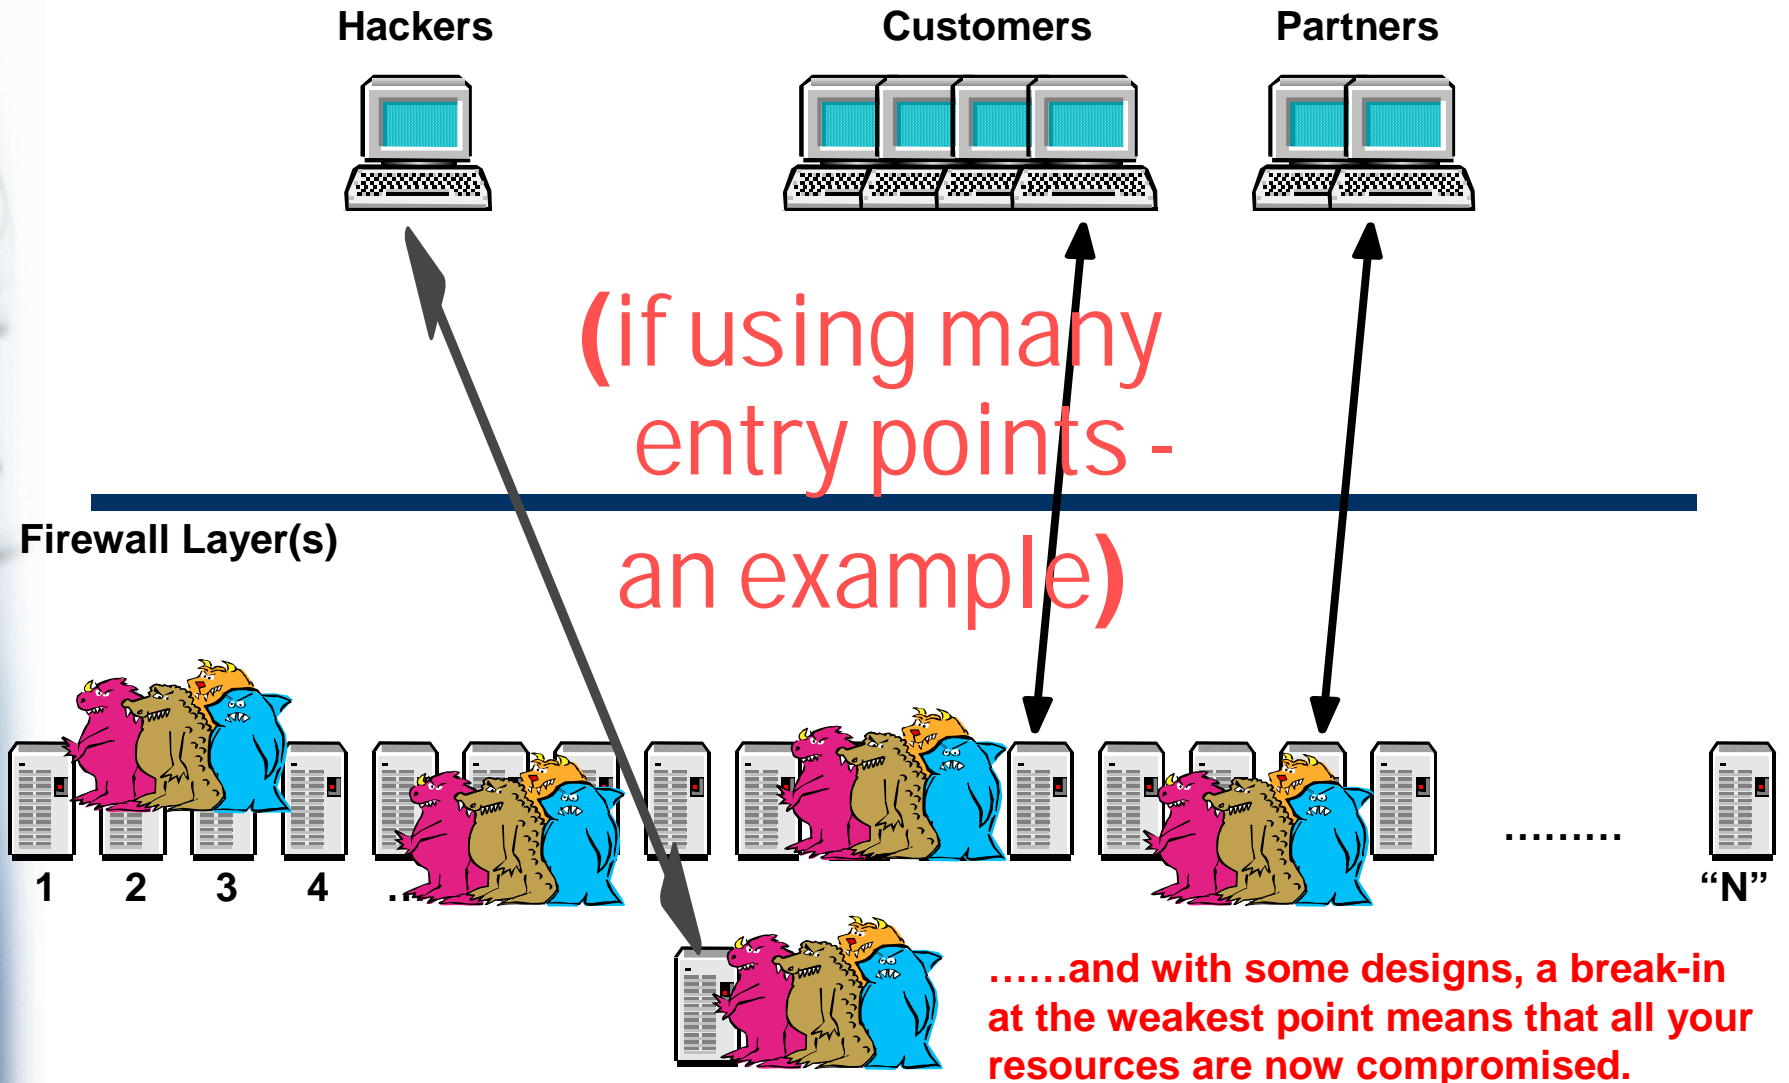 Hackers Customers Partners
(if using many
entry points -
Firewall Layer(s)
an example)
.........
1 2 3 4 ... “N”
......and with some designs, a break-in
at the weakest point means that all your
resources are now compromised.